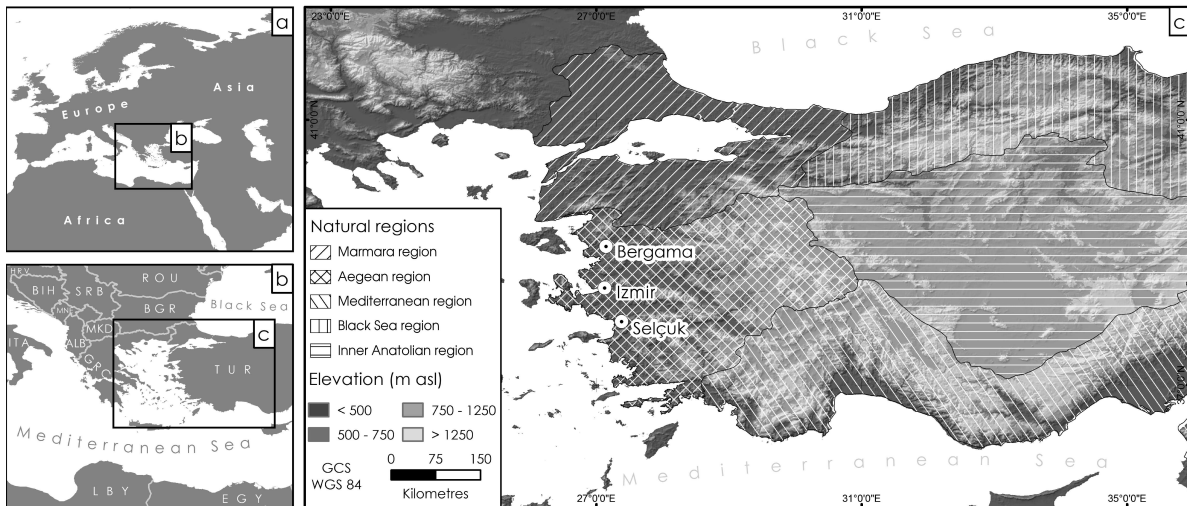 a
Europe
Asia
b
Africa
b
HRV
ROU
BIH
SRB
Black Sea
MNE
BGR
MKD
c
ITA
ALB
GRC
TUR
Mediterranean Sea
LBY
EGY
23°0'0"E
27°0'0"E
31°0'0"E
35°0'0"E
c
Black Sea
41°0'0"N
41°0'0"N
Bergama
Izmir
Selçuk
Natural regions
Marmara region
Aegean region
Mediterranean region
Black Sea region
Inner Anatolian region
Elevation (m asl)
< 500
750 - 1250
500 - 750
> 1250
GCS
WGS 84
0 75 150
Kilometres
Mediterranean Sea
27°0'0"E
31°0'0"E
35°0'0"E